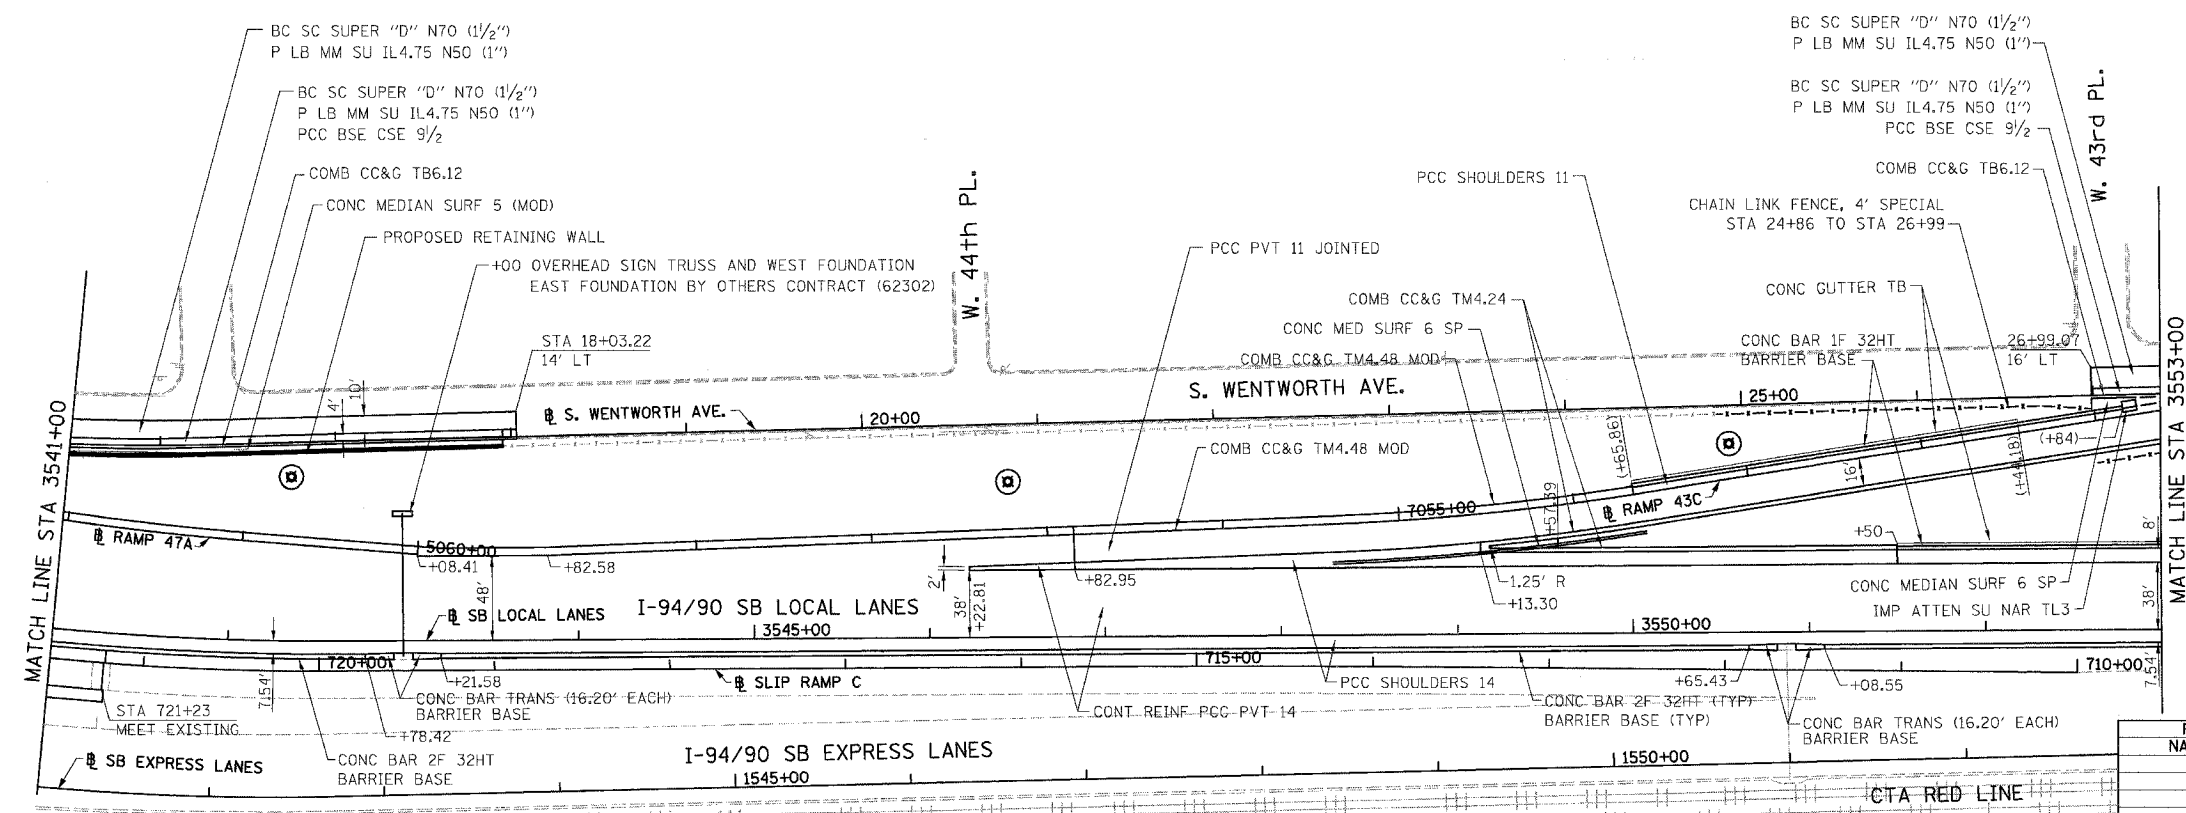 BC SC SUPER "D" N70 (1½")
P LB MM SU IL4.75 N50 (1")
BC SC SUPER "D" N70 (1½")
P LB MM SU IL4.75 N50 (1")
PCC BSE CSE 9½
COMB CC&G TB6.12
CONC MEDIAN SURF 5 (MOD)
PROPOSED RETAINING WALL
+00 OVERHEAD SIGN TRUSS AND WEST FOUNDATION
EAST FOUNDATION BY OTHERS CONTRACT (62302)
STA 18+03.22
14' LT
W. 44th PL.
PCC PVT 11 JOINTED
PCC SHOULDERS 11
COMB CC&G TM4.24
CONC MED SURF 6 SP
COMB CC&G TM4.48 MOD
BC SC SUPER "D" N70 (1½")
P LB MM SU IL4.75 N50 (1")
BC SC SUPER "D" N70 (1½")
P LB MM SU IL4.75 N50 (1")
PCC BSE CSE 9½
COMB CC&G TB6.12
W. 43rd PL.
CHAIN LINK FENCE, 4' SPECIAL
STA 24+86 TO STA 26+99
CONC GUTTER TB
CONC BAR 1F 32HT
BARRIER BASE
26+99.07
16' LT
MATCH LINE STA 3541+00
MATCH LINE STA 3553+00
4'
10'
℄ S. WENTWORTH AVE.
20+00
S. WENTWORTH AVE.
25+00
COMB CC&G TM4.48 MOD
(+65.86)
(+84)
(+44.18)
16'
7055+00
+57.39
℄ RAMP 43C
+50
8'
℄ RAMP 47A
5060+00
+08.41
+82.58
48'
2'
38'
+22.81
+82.95
1.25' R
+13.30
CONC MEDIAN SURF 6 SP
IMP ATTEN SU NAR TL3
38'
℄ SB LOCAL LANES
I-94/90 SB LOCAL LANES
3545+00
3550+00
720+00
715+00
710+00
7.54'
+21.58
℄ SLIP RAMP C
PCC SHOULDERS 14
+65.43
+08.55
7.54'
STA 721+23
MEET EXISTING
+78.42
CONC BAR TRANS (16.20' EACH)
BARRIER BASE
CONT REINF PCC PVT 14
CONC BAR 2F 32HT (TYP)
BARRIER BASE (TYP)
CONC BAR TRANS (16.20' EACH)
BARRIER BASE
℄ SB EXPRESS LANES
CONC BAR 2F 32HT
BARRIER BASE
I-94/90 SB EXPRESS LANES
1545+00
1550+00
CTA RED LINE
NA